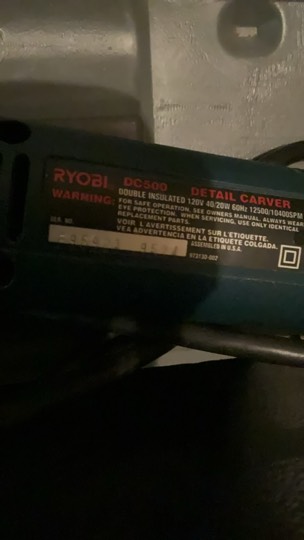 RYOBI DC500 DETAIL CARVER
DOUBLE INSULATED 120V 40/20W 60Hz 12500/10400SPM
WARNING: FOR SAFE OPERATION, SEE OWNERS MANUAL. ALWAYS WEAR
EYE PROTECTION. WHEN SERVICING, USE ONLY IDENTICAL
REPLACEMENT PARTS.
VOIR L AVERTISSEMENT SUR L'ETIQUETTE.
VEA ADVERTENCIA EN LA ETIQUETA COLGADA.
SER. NO.
ASSEMBLED IN U.S.A.